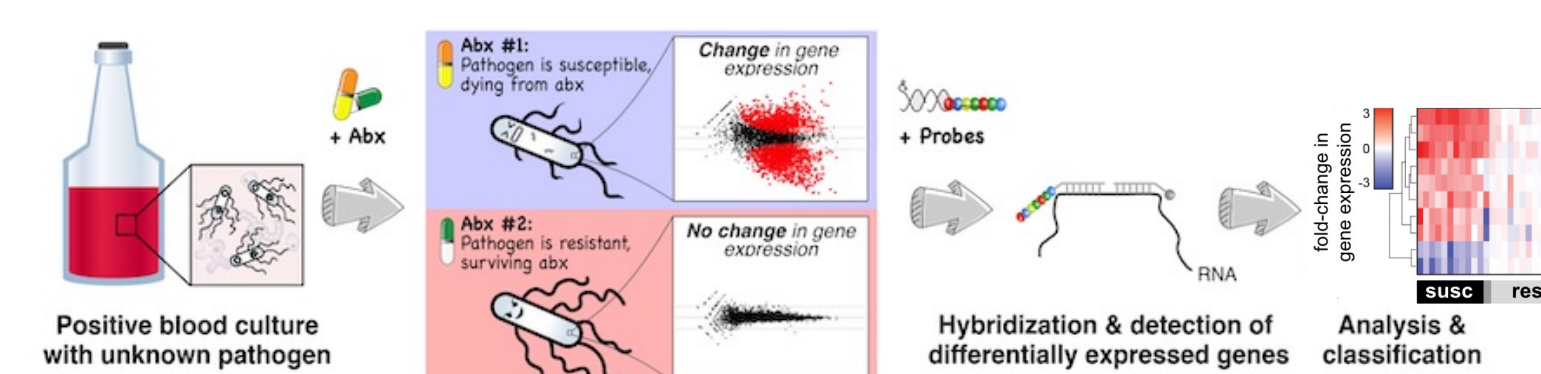 + Abx
Positive blood culture
with unknown pathogen
Abx #1:
Pathogen is susceptible,
dying from abx
Change in gene
expression
Abx #2:
Pathogen is resistant,
surviving abx
No change in gene
expression
+ Probes
RNA
Hybridization & detection of
differentially expressed genes
fold-change in
gene expression
3
0
-3
susc
res
Analysis &
classification